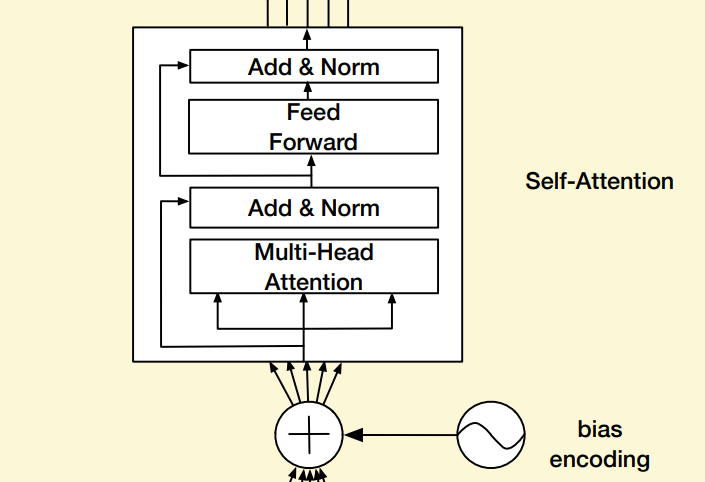 Add & Norm
Feed
Forward
Self-Attention
Add & Norm
Multi-Head
Attention
bias
encoding